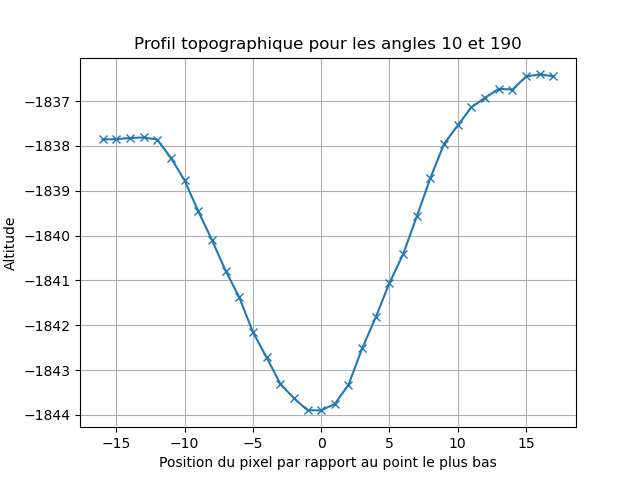 Profil topographique pour les angles 10 et 190
Altitude
−1837
−1838
−1839
−1840
−1841
−1842
−1843
−1844
−15 −10 −5 0 5 10 15
Position du pixel par rapport au point le plus bas